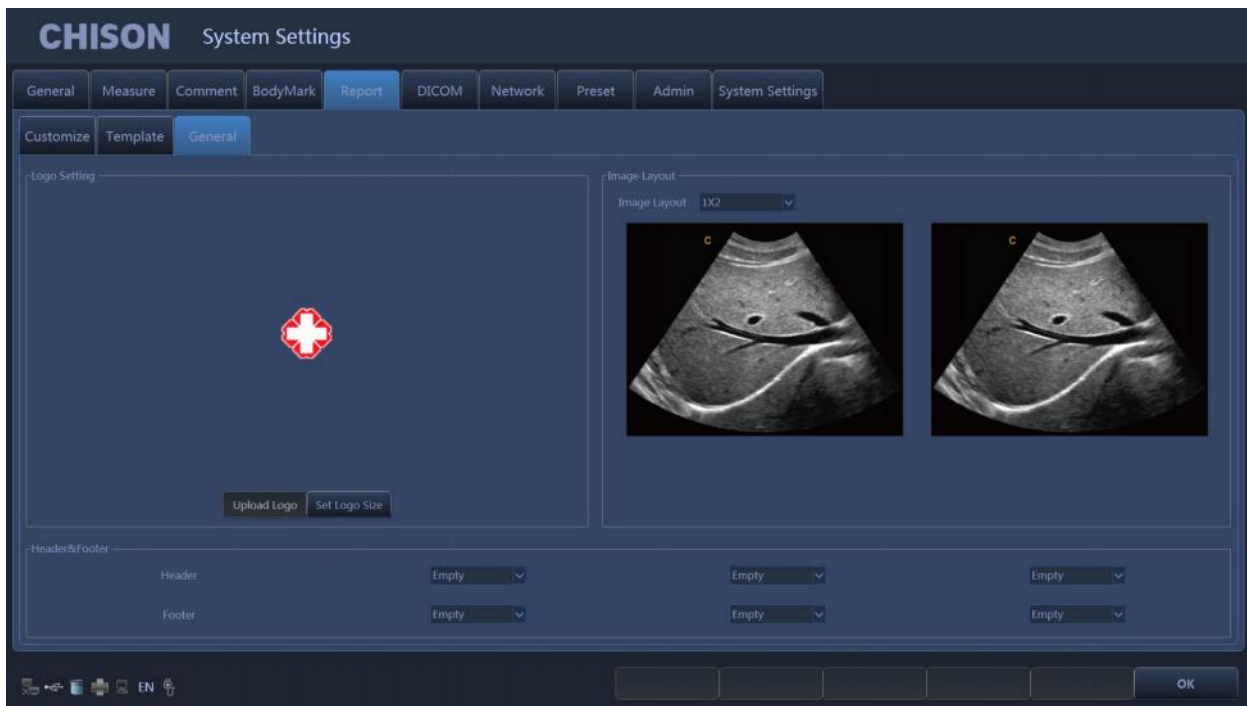 CHISON System Settings
General Measure Comment BodyMark Report DICOM Network Preset Admin System Settings
Customize Template General
Logo Setting
Upload Logo Set Logo Size
Image Layout
Image Layout 1X2
C C
Header&Footer
Header Empty Empty Empty
Footer Empty Empty Empty
EN OK